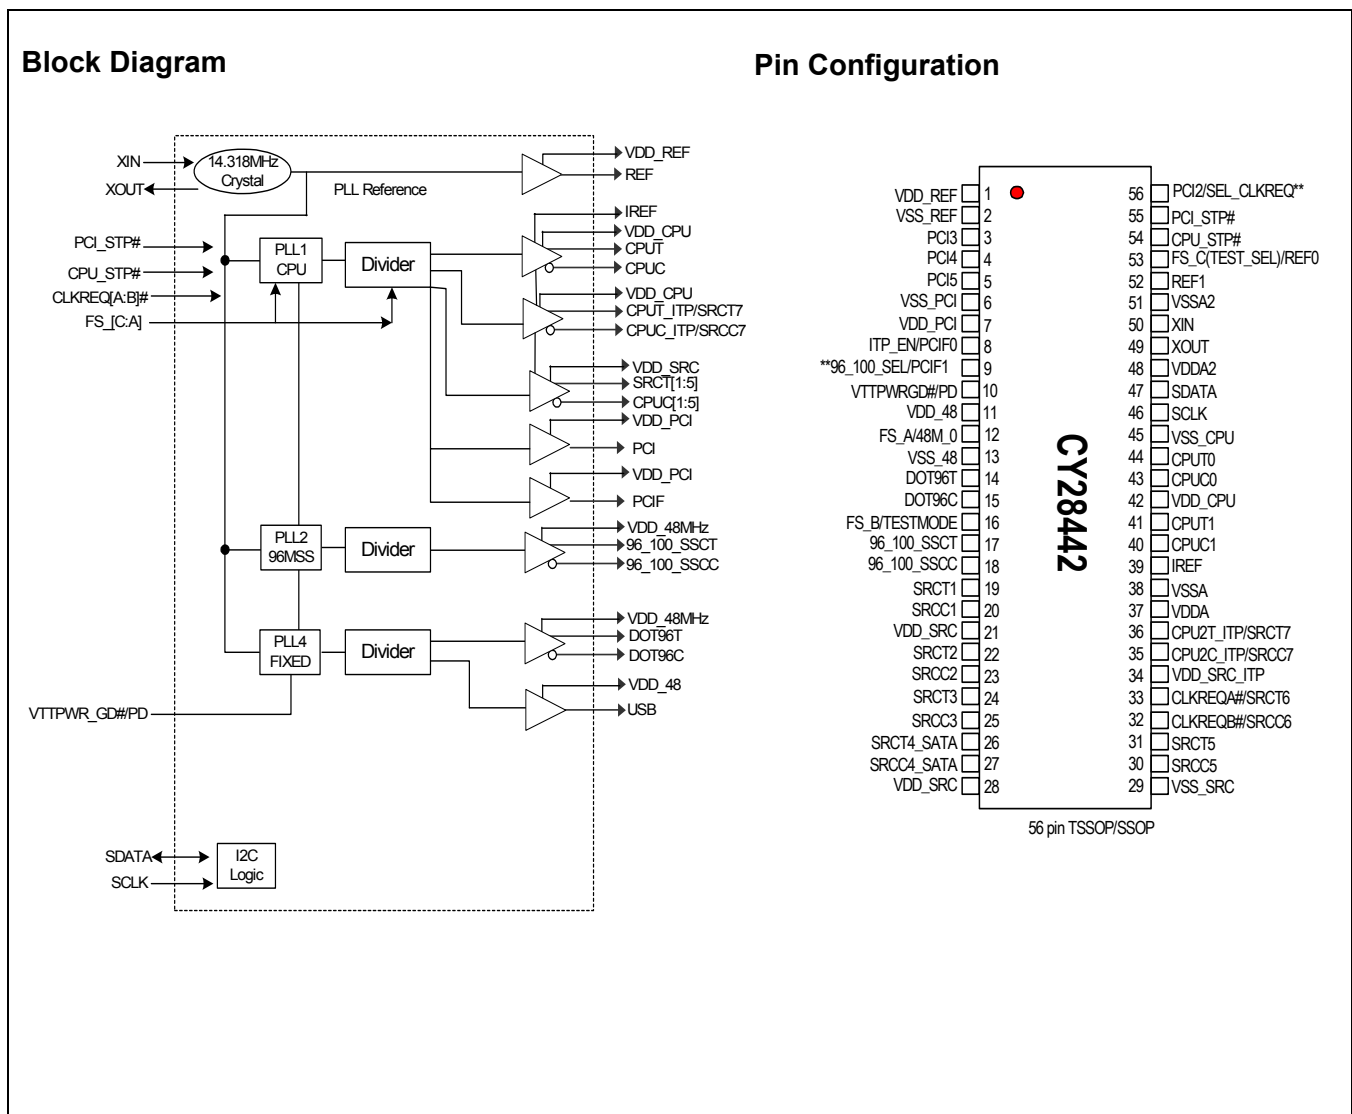 Block Diagram
Pin Configuration
XIN
XOUT
14.318MHz
Crystal
PLL Reference
VDD_REF
REF
PCI_STP#
CPU_STP#
CLKREQ[A:B]#
FS_[C:A]
PLL1
CPU
Divider
IREF
VDD_CPU
CPUT
CPUC
VDD_CPU
CPUT_ITP/SRCT7
CPUC_ITP/SRCC7
VDD_SRC
SRCT[1:5]
CPUC[1:5]
VDD_PCI
PCI
VDD_PCI
PCIF
PLL2
96MSS
Divider
VDD_48MHz
96_100_SSCT
96_100_SSCC
PLL4
FIXED
Divider
VDD_48MHz
DOT96T
DOT96C
VDD_48
USB
VTTPWR_GD#/PD
SDATA
SCLK
I2C
Logic
VDD_REF 1
VSS_REF 2
PCI3 3
PCI4 4
PCI5 5
VSS_PCI 6
VDD_PCI 7
ITP_EN/PCIF0 8
**96_100_SEL/PCIF1 9
VTTPWRGD#/PD 10
VDD_48 11
FS_A/48M_0 12
VSS_48 13
DOT96T 14
DOT96C 15
FS_B/TESTMODE 16
96_100_SSCT 17
96_100_SSCC 18
SRCT1 19
SRCC1 20
VDD_SRC 21
SRCT2 22
SRCC2 23
SRCT3 24
SRCC3 25
SRCT4_SATA 26
SRCC4_SATA 27
VDD_SRC 28
CY28442
56 PCI2/SEL_CLKREQ**
55 PCI_STP#
54 CPU_STP#
53 FS_C(TEST_SEL)/REF0
52 REF1
51 VSSA2
50 XIN
49 XOUT
48 VDDA2
47 SDATA
46 SCLK
45 VSS_CPU
44 CPUT0
43 CPUC0
42 VDD_CPU
41 CPUT1
40 CPUC1
39 IREF
38 VSSA
37 VDDA
36 CPU2T_ITP/SRCT7
35 CPU2C_ITP/SRCC7
34 VDD_SRC_ITP
33 CLKREQA#/SRCT6
32 CLKREQB#/SRCC6
31 SRCT5
30 SRCC5
29 VSS_SRC
56 pin TSSOP/SSOP